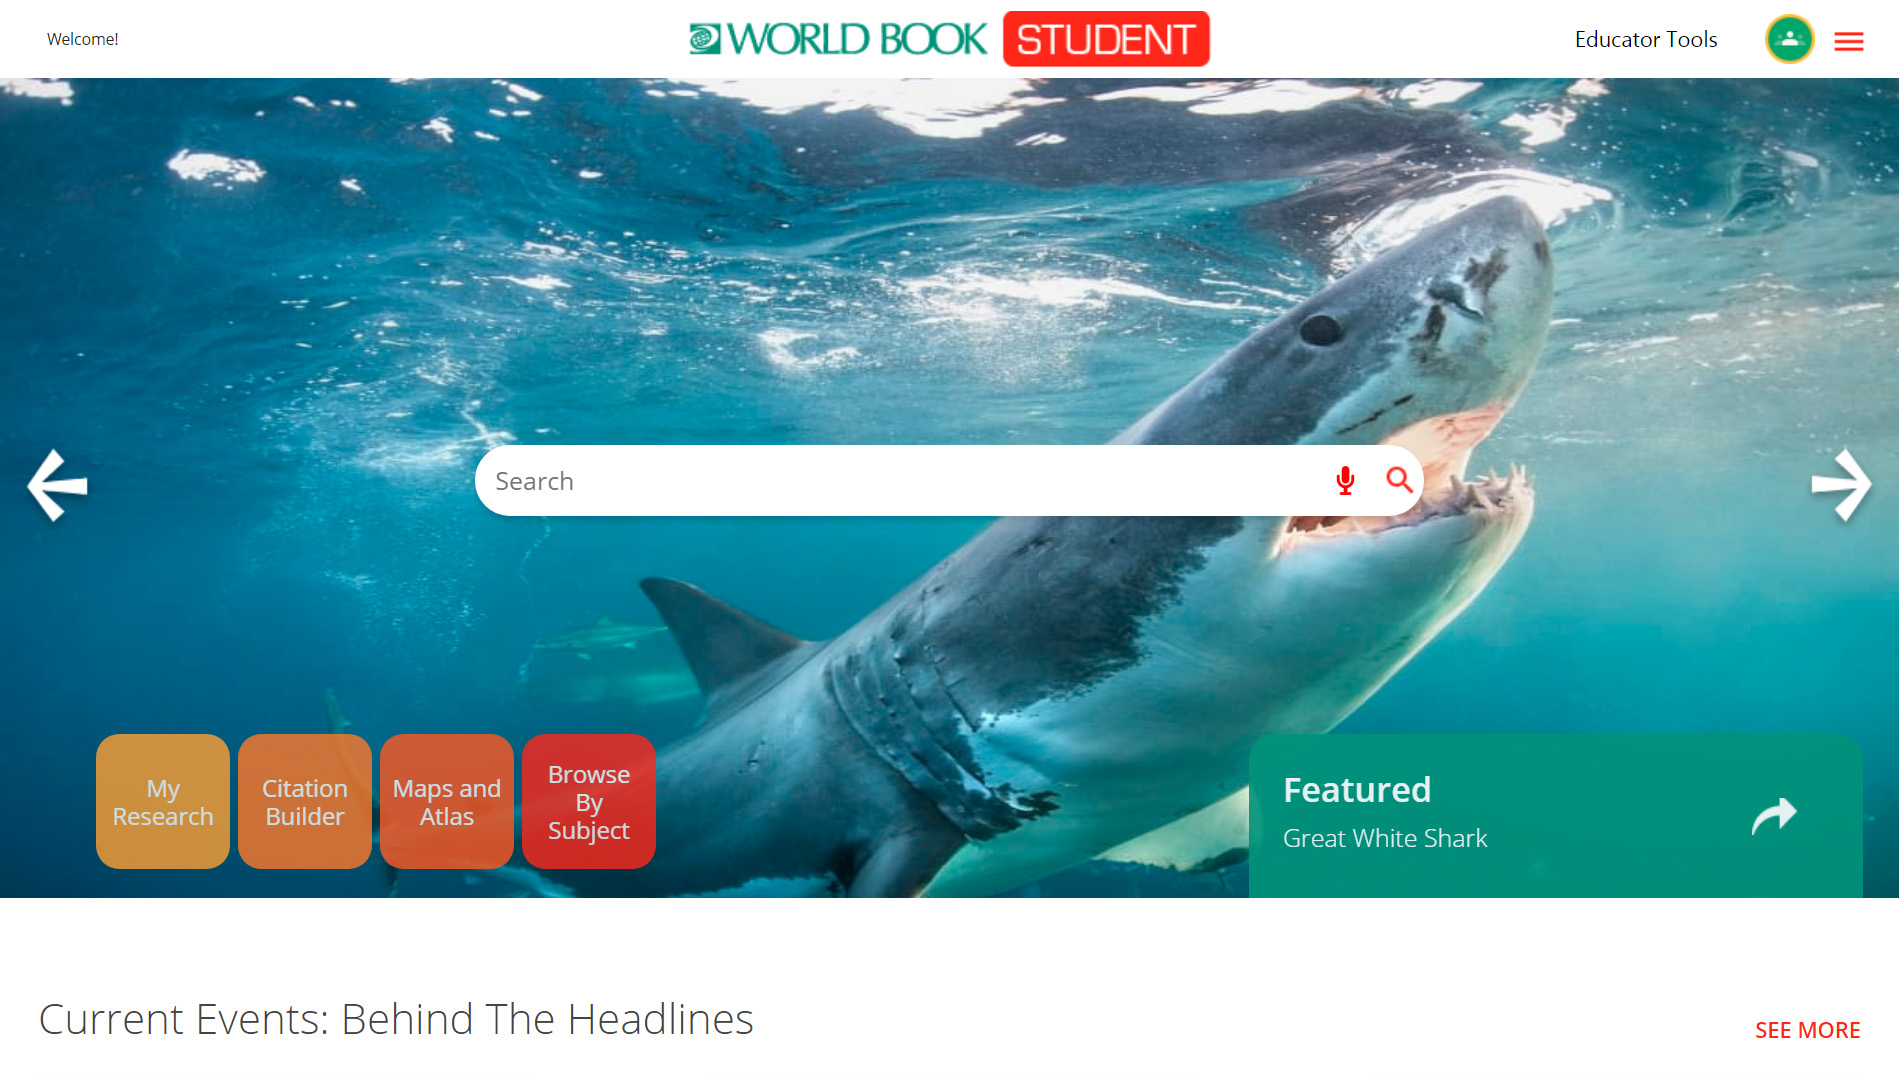 Welcome!
WORLD BOOK STUDENT
Educator Tools
Search
My
Research
Citation
Builder
Maps and
Atlas
Browse
By
Subject
Featured
Great White Shark
Current Events: Behind The Headlines
SEE MORE